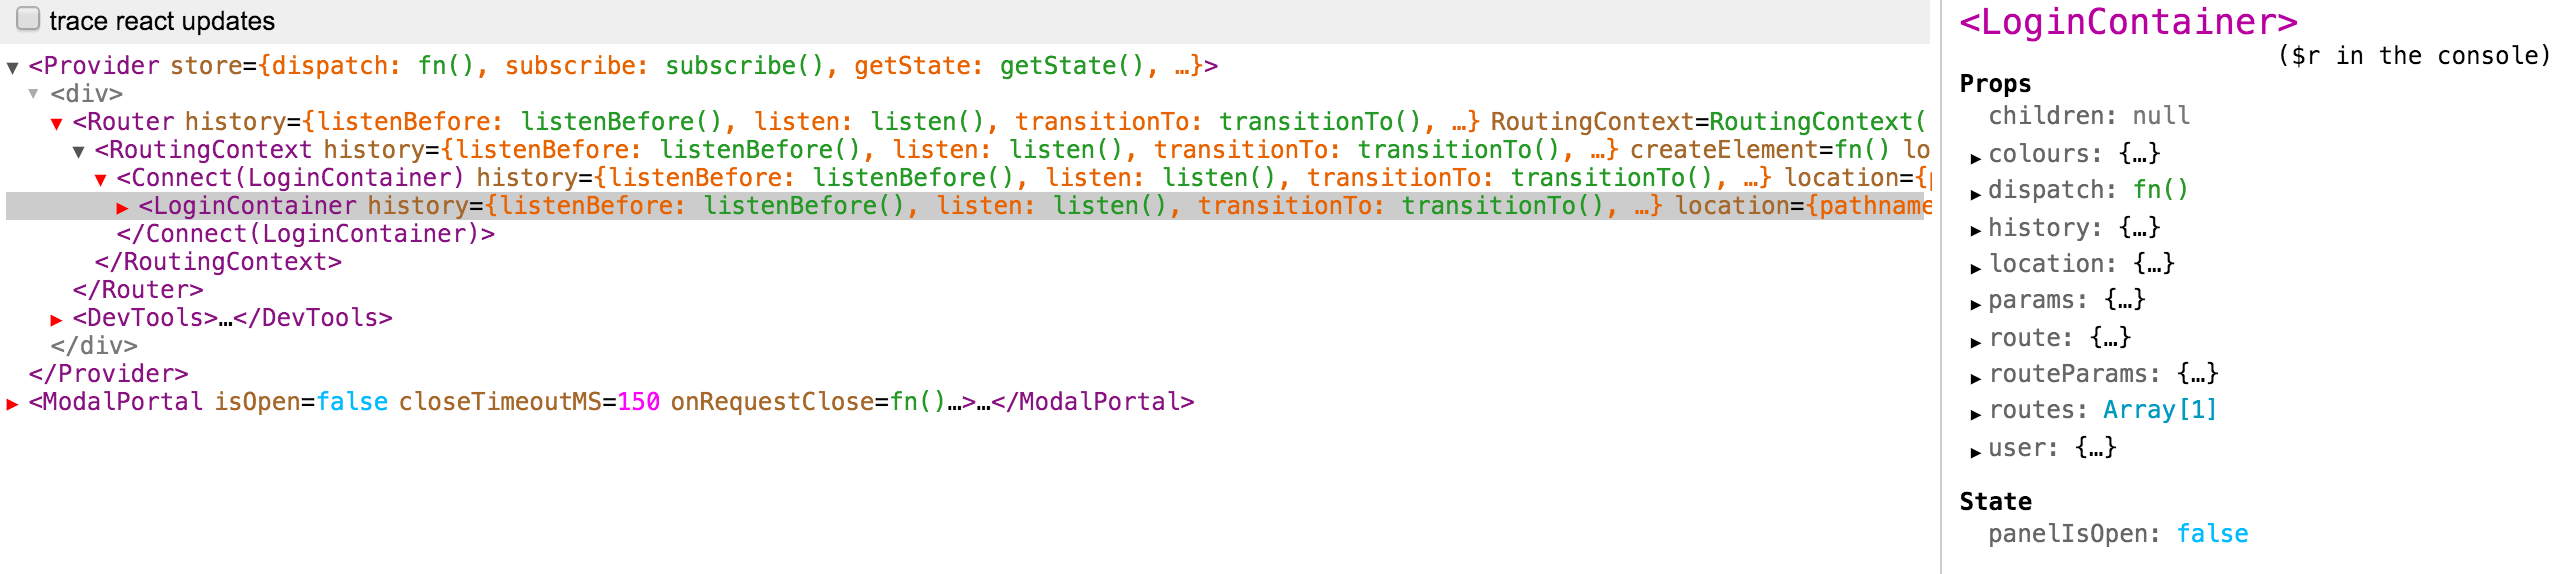 trace react updates
▼ <Provider store={dispatch: fn(), subscribe: subscribe(), getState: getState(), …}>
▼ <div>
▼ <Router history={listenBefore: listenBefore(), listen: listen(), transitionTo: transitionTo(), …} RoutingContext=RoutingContext(
▼ <RoutingContext history={listenBefore: listenBefore(), listen: listen(), transitionTo: transitionTo(), …} createElement=fn() lo
▼ <Connect(LoginContainer) history={listenBefore: listenBefore(), listen: listen(), transitionTo: transitionTo(), …} location={
▶ <LoginContainer history={listenBefore: listenBefore(), listen: listen(), transitionTo: transitionTo(), …} location={pathname
</Connect(LoginContainer)>
</RoutingContext>
</Router>
▶ <DevTools>…</DevTools>
</div>
</Provider>
▶ <ModalPortal isOpen=false closeTimeoutMS=150 onRequestClose=fn()…>…</ModalPortal>
<LoginContainer>
($r in the console)
Props
children: null
▶ colours: {…}
▶ dispatch: fn()
▶ history: {…}
▶ location: {…}
▶ params: {…}
▶ route: {…}
▶ routeParams: {…}
▶ routes: Array[1]
▶ user: {…}
State
panelIsOpen: false